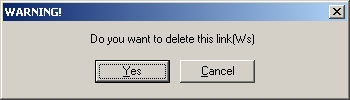 WARNING!
Do you want to delete this link(Ws)
Yes Cancel